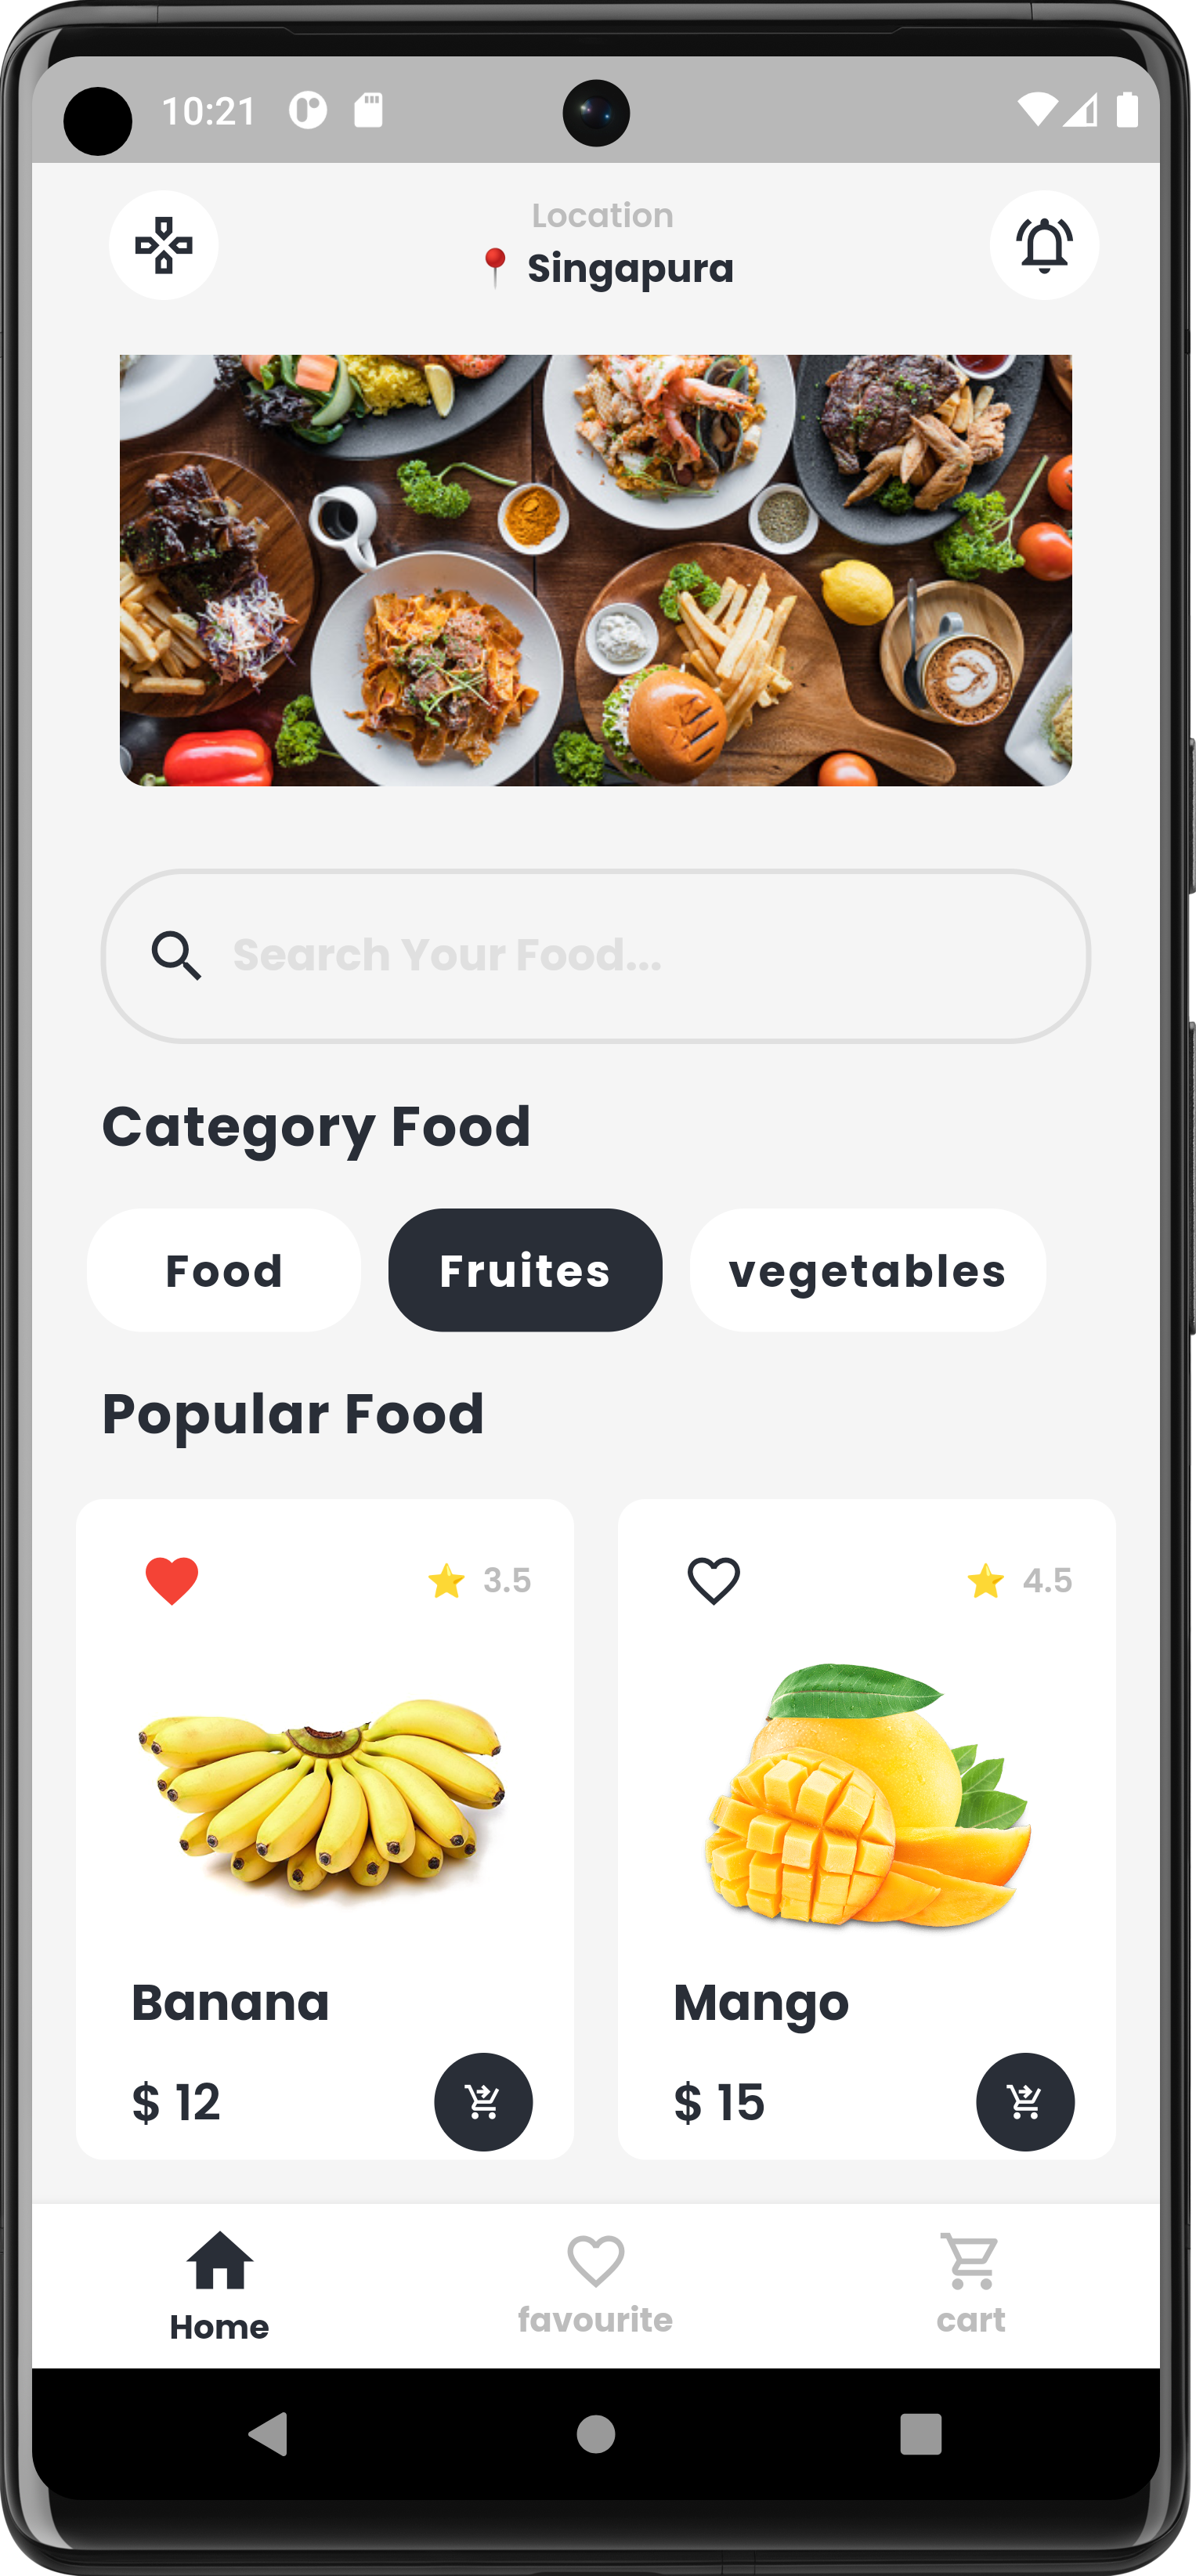 10:21
Location
📍 Singapura
Search Your Food...
Category Food
Food Fruites vegetables
Popular Food
⭐ 3.5 ⭐ 4.5
Banana Mango
$ 12 $ 15
Home favourite cart